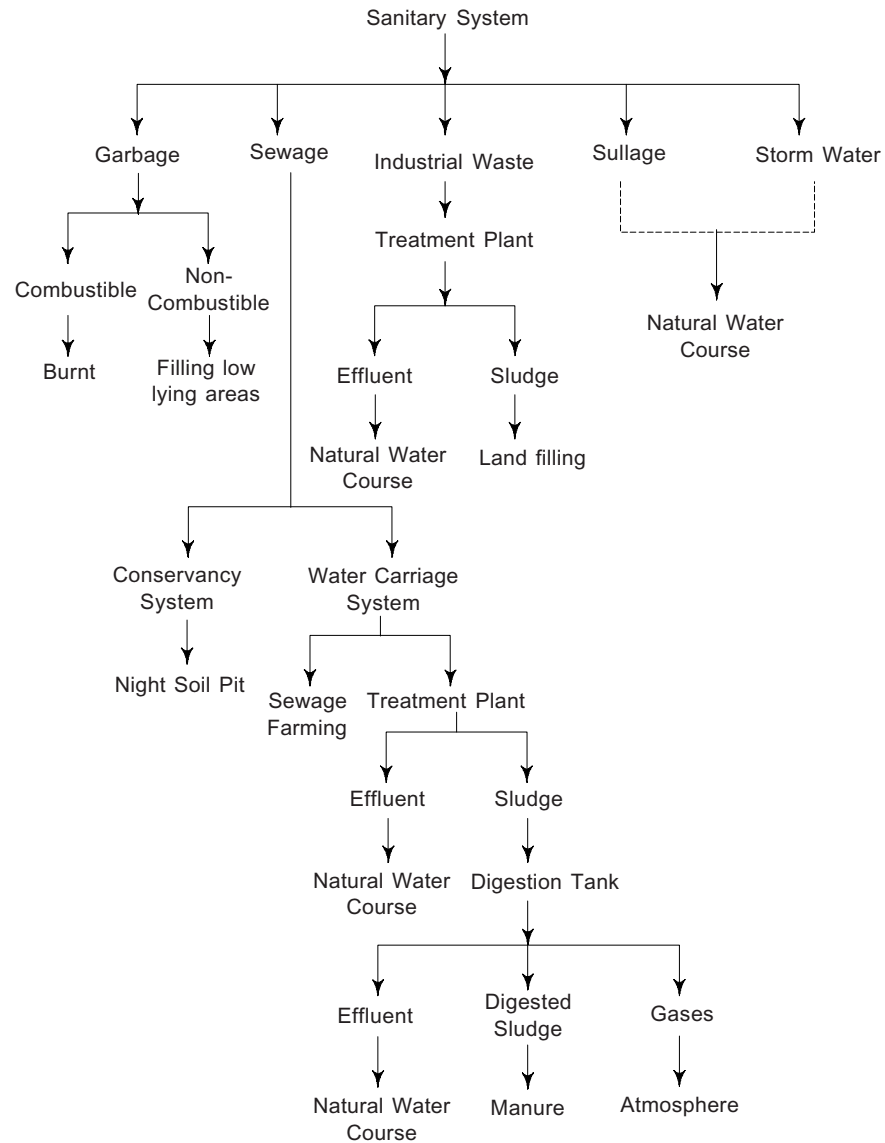 Sanitary System
Garbage
Sewage
Industrial Waste
Sullage
Storm Water
Treatment Plant
Combustible
Non-
Combustible
Natural Water
Course
Burnt
Filling low
lying areas
Effluent
Sludge
Natural Water
Course
Land filling
Conservancy
System
Water Carriage
System
Night Soil Pit
Sewage
Farming
Treatment Plant
Effluent
Sludge
Natural Water
Course
Digestion Tank
Effluent
Digested
Sludge
Gases
Natural Water
Course
Manure
Atmosphere